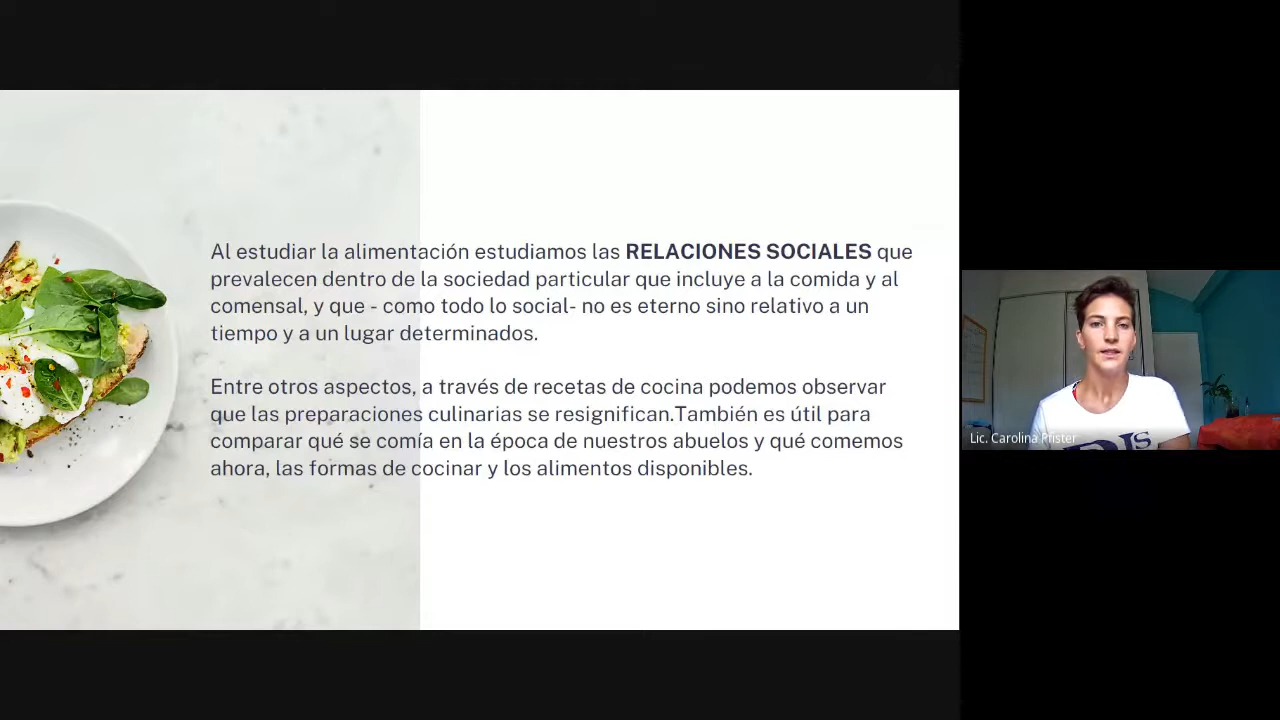 Al estudiar la alimentación estudiamos las RELACIONES SOCIALES que
prevalecen dentro de la sociedad particular que incluye a la comida y al
comensal, y que - como todo lo social- no es eterno sino relativo a un
tiempo y a un lugar determinados.
Entre otros aspectos, a través de recetas de cocina podemos observar
que las preparaciones culinarias se resignifican.También es útil para
comparar qué se comía en la época de nuestros abuelos y qué comemos
ahora, las formas de cocinar y los alimentos disponibles.
Lic. Carolina Pfister